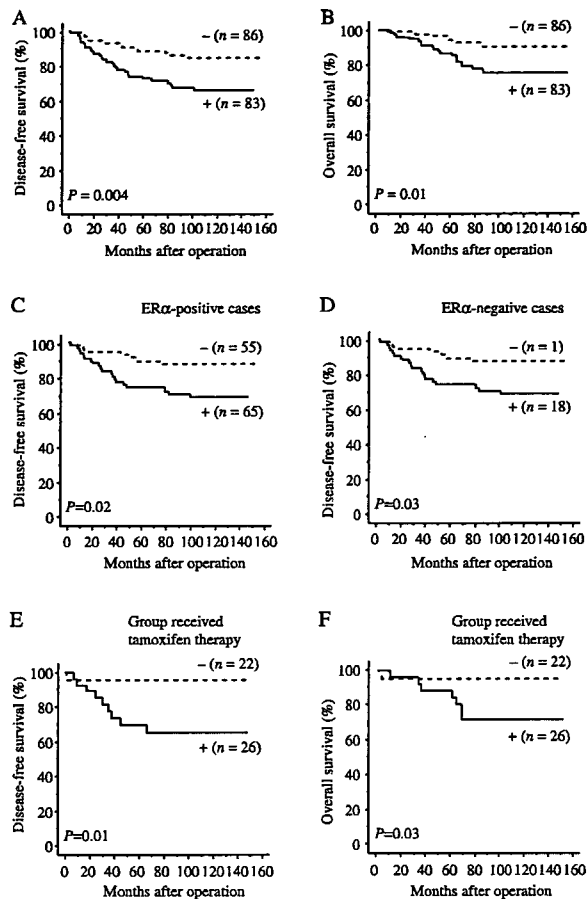 A
Disease-free survival (%)
100
80
60
80
40
20
0
− (n = 86)
+ (n = 83)
P = 0.004
0 20 40 60 80 100 120 140 160
Months after operation
B
Overall survival (%)
100
80
60
80
40
20
0
− (n = 86)
+ (n = 83)
P = 0.01
0 20 40 60 80 100 120 140 160
Months after operation
C
ERα-positive cases
Disease-free survival (%)
100
80
60
80
40
20
0
− (n = 55)
+ (n = 65)
P=0.02
0 20 40 60 80 100 120 140 160
Months after operation
D
ERα-negative cases
Disease-free survival (%)
100
80
60
80
40
20
0
− (n = 1)
+ (n = 18)
P=0.03
0 20 40 60 80 100 120 140 160
Months after operation
E
Group received
tamoxifen therapy
Disease-free survival (%)
100
80
60
80
40
20
0
− (n = 22)
+ (n = 26)
P=0.01
0 20 40 60 80 100 120 140 160
Months after operation
F
Group received
tamoxifen therapy
Overall survival (%)
100
80
60
80
40
20
0
− (n = 22)
+ (n = 26)
P=0.03
0 20 40 60 80 100 120 140 160
Months after operation